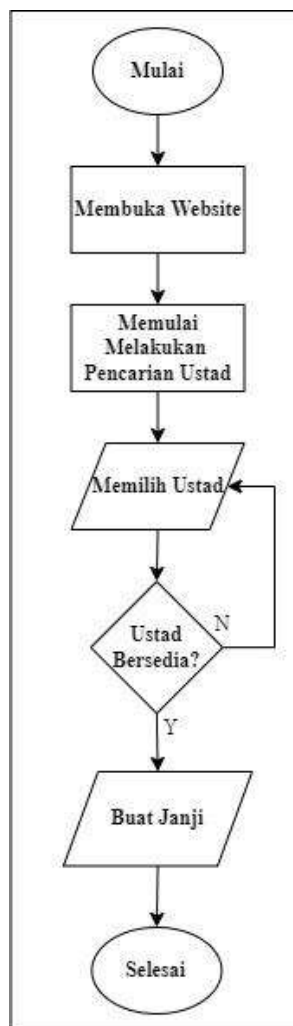 Mulai
Membuka Website
Memulai
Melakukan
Pencarian Ustad
Memilih Ustad
Ustad
Bersedia?
N
Y
Buat Janji
Selesai